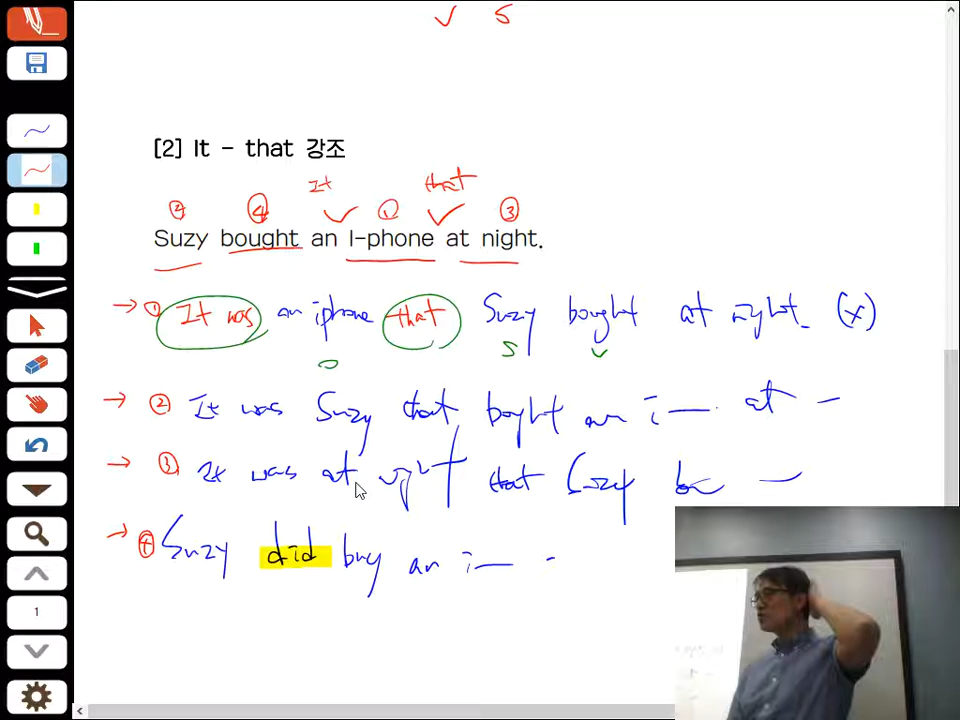 ✓ S
[2] It - that 강조
It that
② ④ ✓ ① ✓ ③
Suzy bought an I-phone at night.
→ ① It was an iphone that Suzy bought at night. (x)
O S V
→ ② It was Suzy that bought an i— at —
→ ③ It was at night that Suzy bo —
→ ④ Suzy did buy an i— -
1